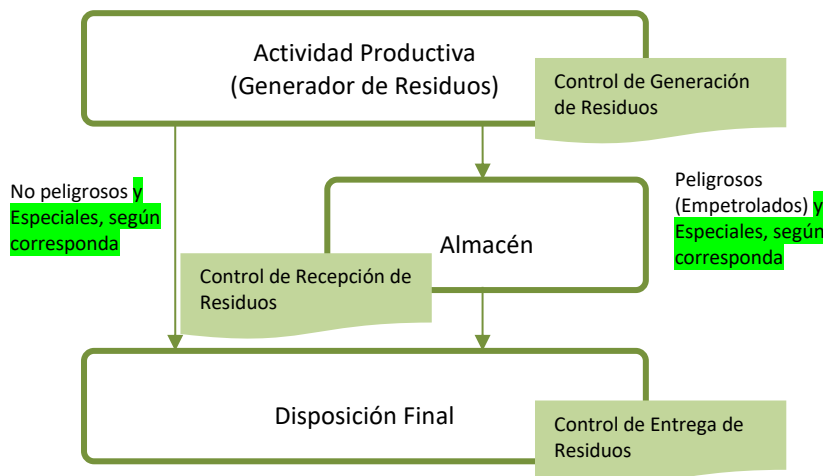 Actividad Productiva
(Generador de Residuos)
Control de Generación
de Residuos
No peligrosos y
Especiales, según
corresponda
Peligrosos
(Empetrolados) y
Especiales, según
corresponda
Almacén
Control de Recepción de
Residuos
Disposición Final
Control de Entrega de
Residuos